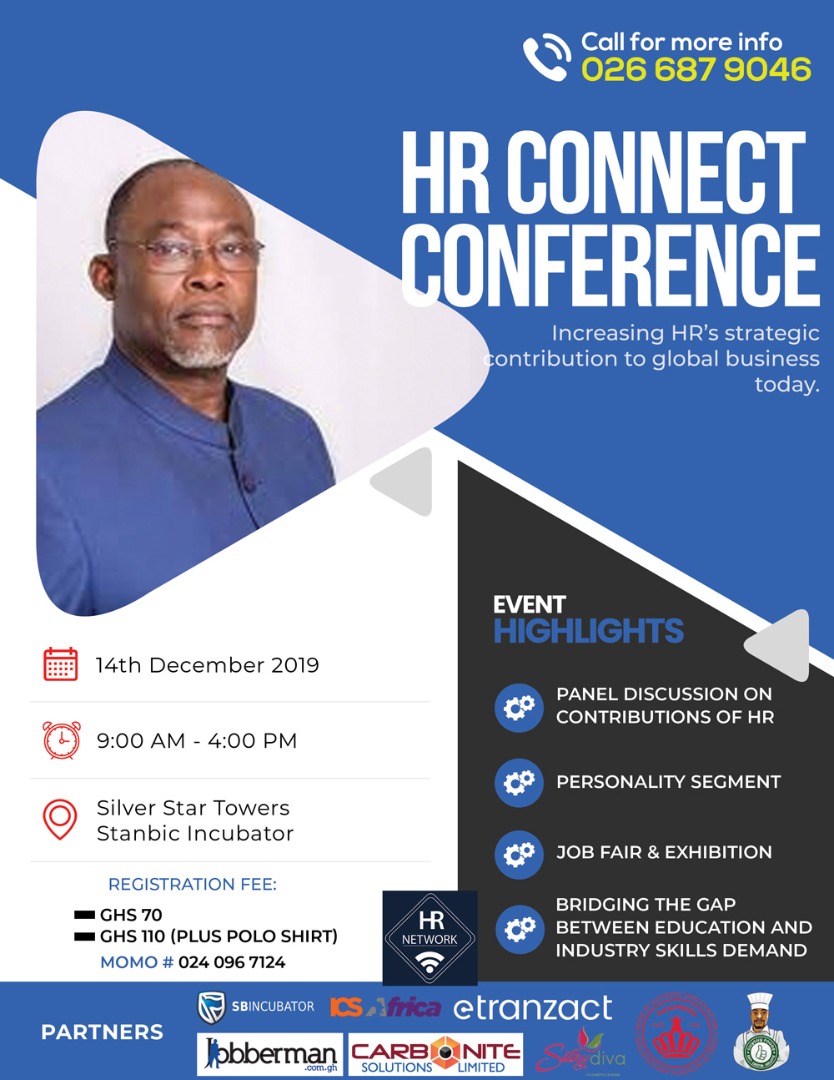 Call for more info
026 687 9046
HR CONNECT
CONFERENCE
Increasing HR's strategic
contribution to global business
today.
14th December 2019
9:00 AM - 4:00 PM
Silver Star Towers
Stanbic Incubator
REGISTRATION FEE:
GHS 70
GHS 110 (PLUS POLO SHIRT)
MOMO # 024 096 7124
HR
NETWORK
EVENT
HIGHLIGHTS
PANEL DISCUSSION ON
CONTRIBUTIONS OF HR
PERSONALITY SEGMENT
JOB FAIR & EXHIBITION
BRIDGING THE GAP
BETWEEN EDUCATION AND
INDUSTRY SKILLS DEMAND
PARTNERS
SBINCUBATOR
ICS Africa
etranzact
Jobberman
.com.gh
CARBONITE
SOLUTIONS LIMITED
diva